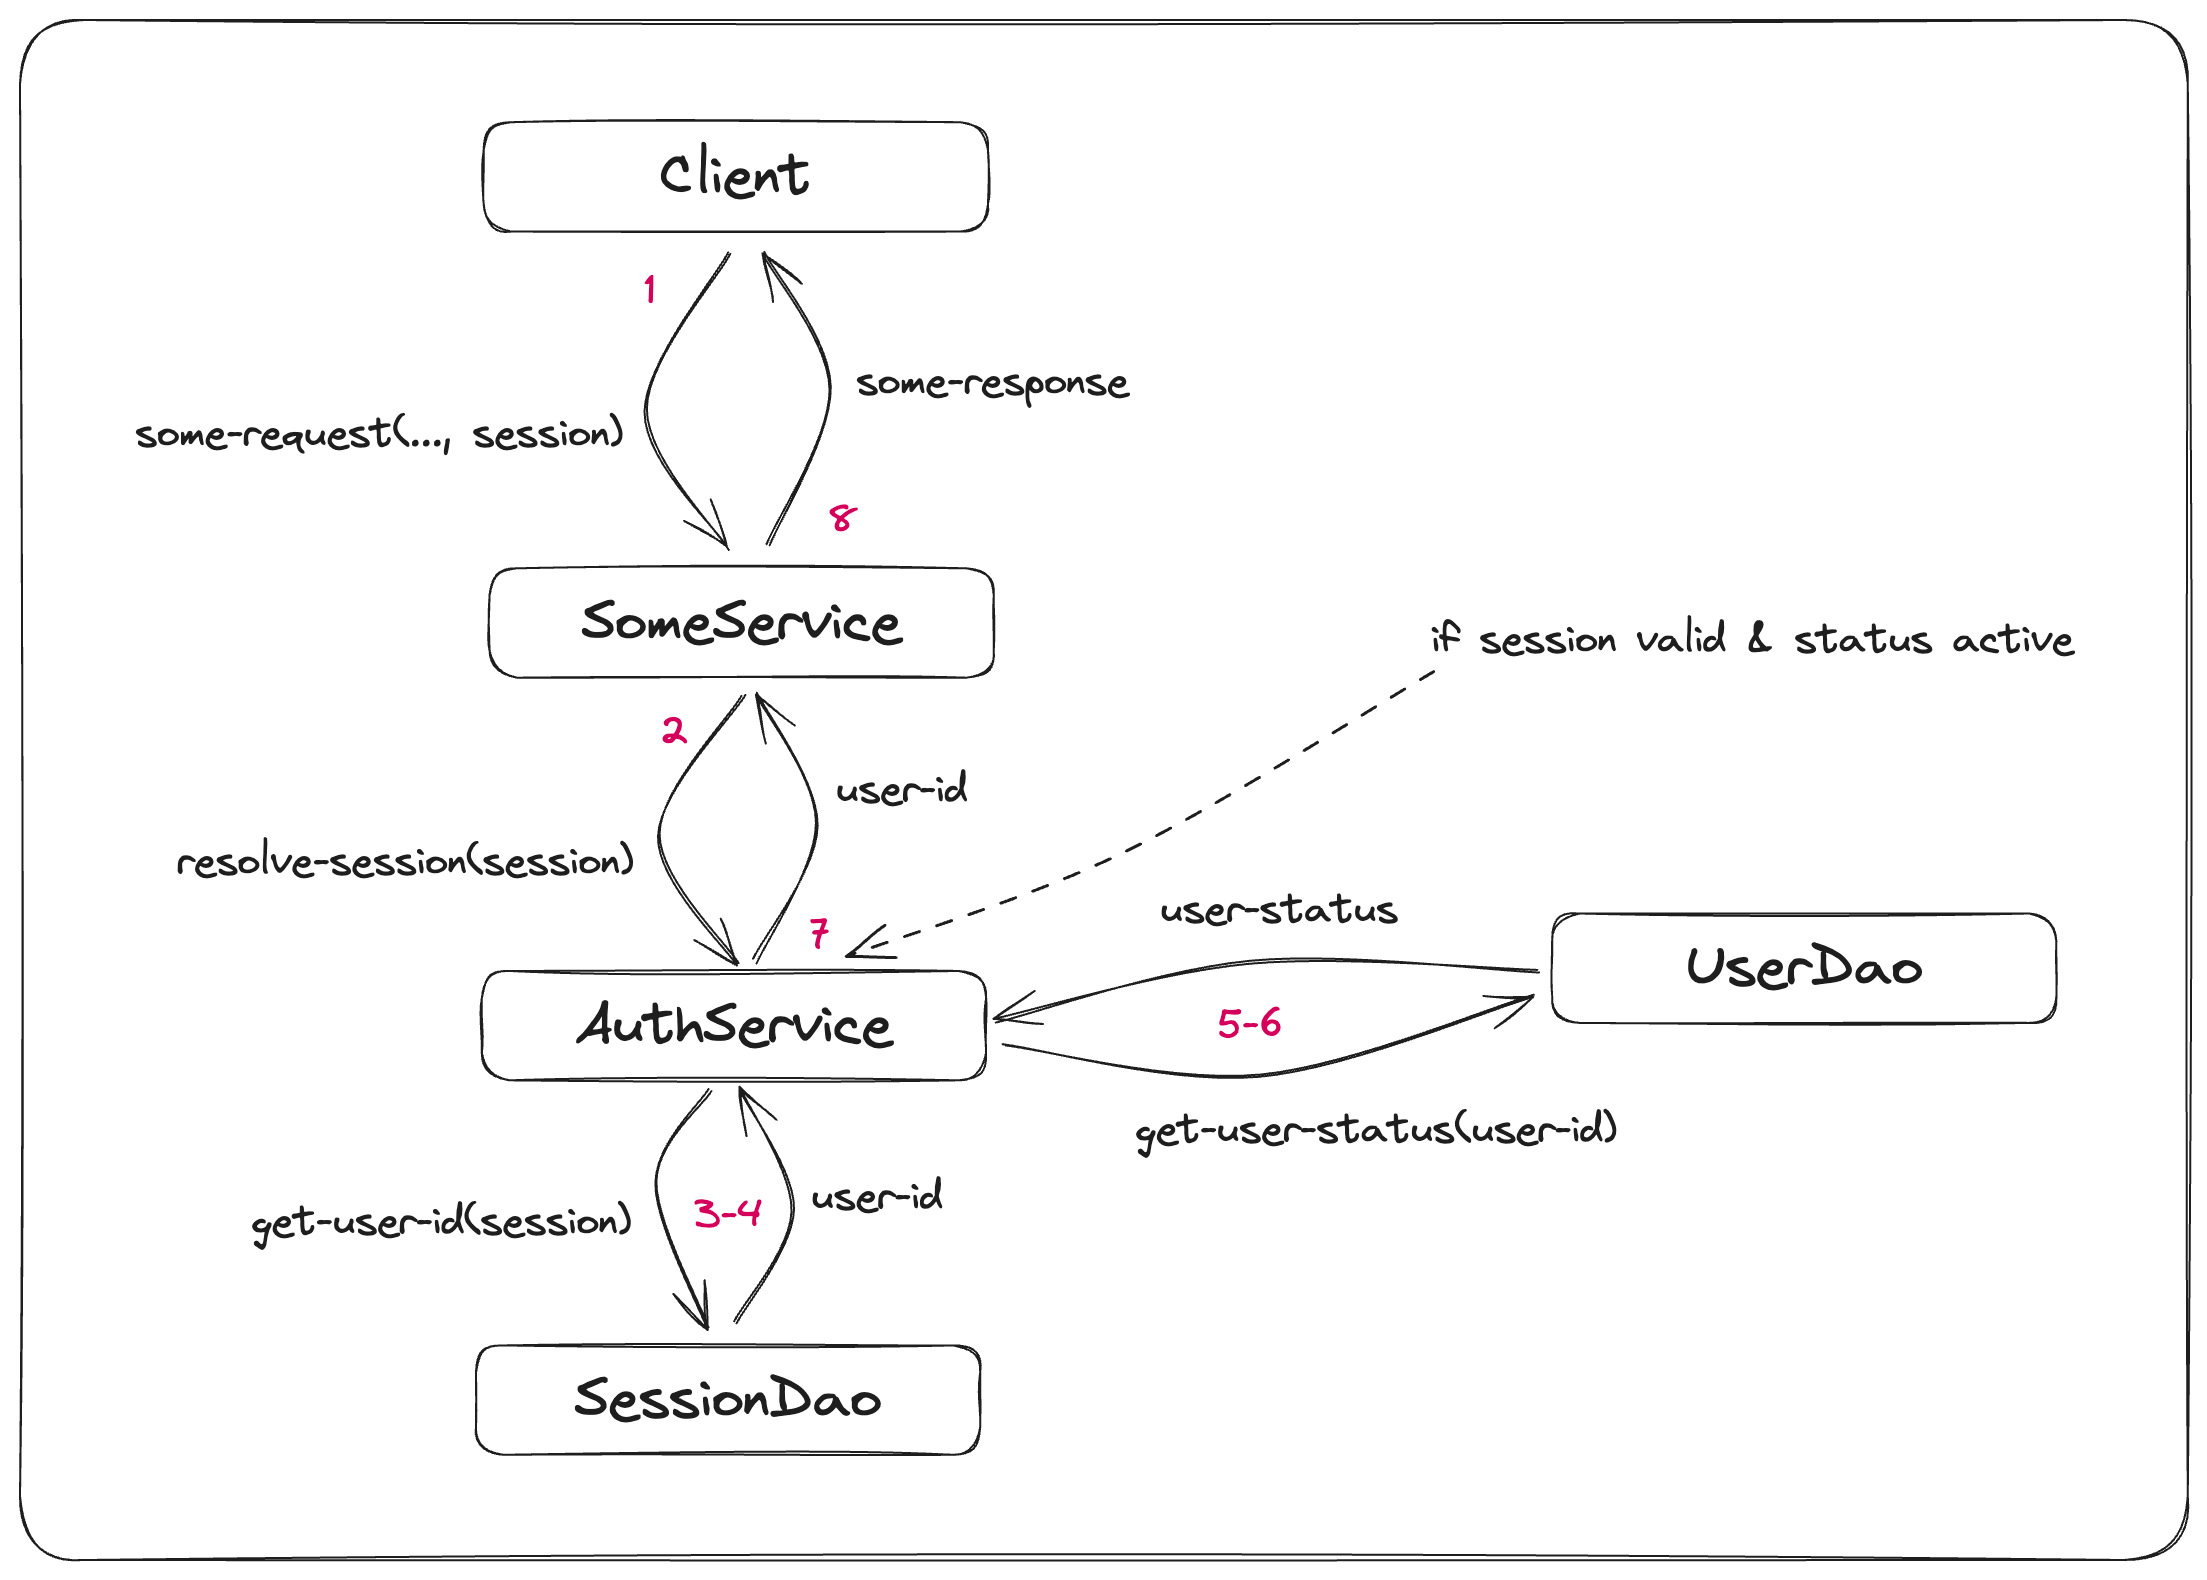 Client
1
some-response
some-request(..., session)
8
SomeService
if session valid & status active
2
user-id
resolve-session(session)
7
user-status
UserDao
AuthService
5-6
get-user-status(user-id)
3-4
user-id
get-user-id(session)
SessionDao